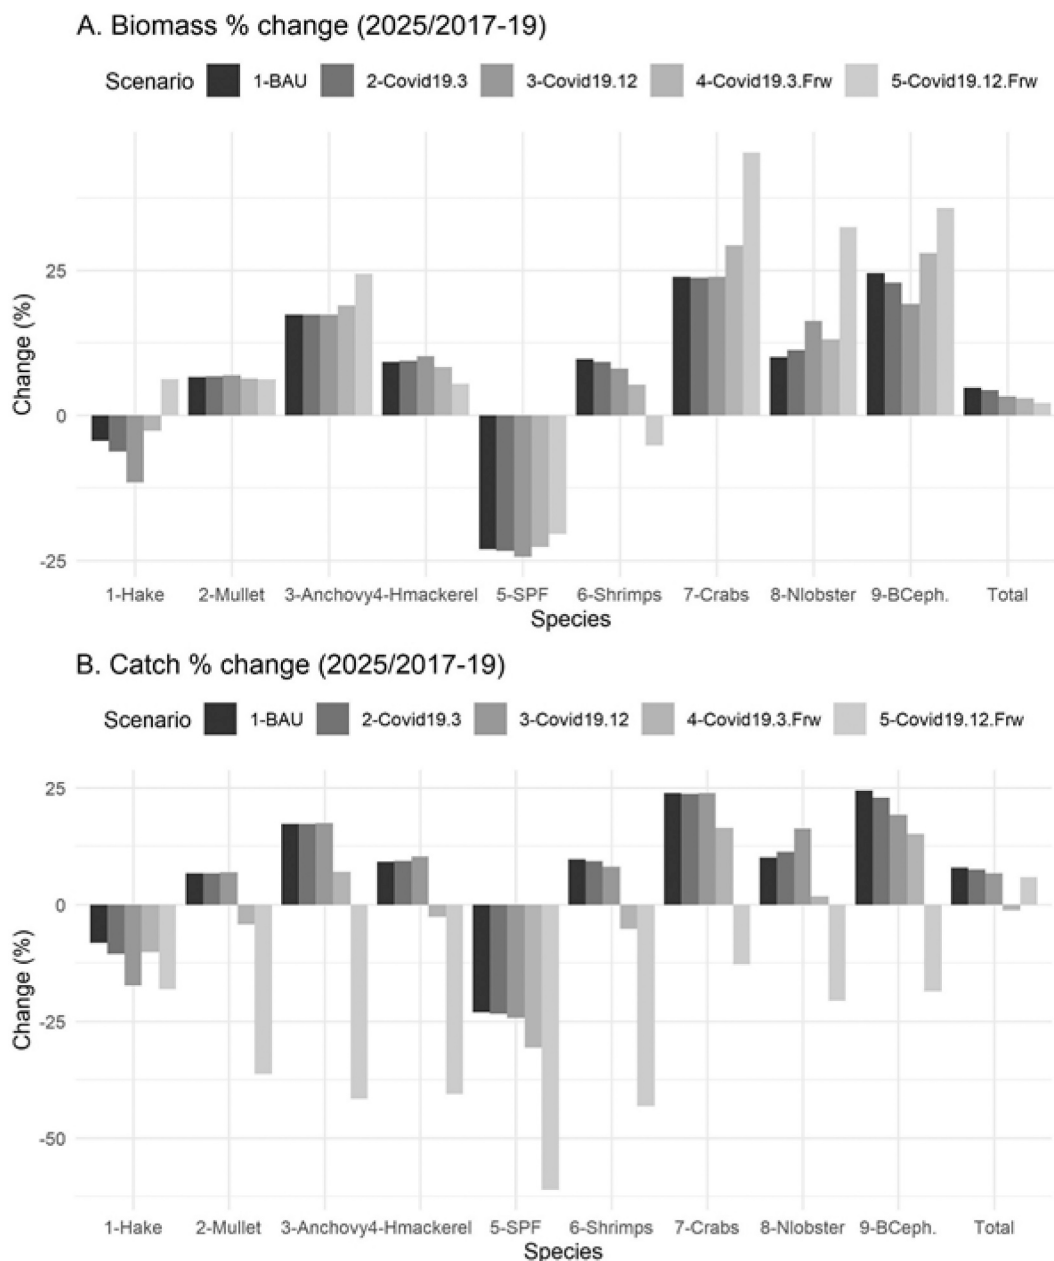 A. Biomass % change (2025/2017-19)
Scenario 1-BAU 2-Covid19.3 3-Covid19.12 4-Covid19.3.Frw 5-Covid19.12.Frw
Change (%)
25
0
-25
1-Hake 2-Mullet 3-Anchovy 4-Hmackerel 5-SPF 6-Shrimps 7-Crabs 8-Nlobster 9-BCeph. Total
Species
B. Catch % change (2025/2017-19)
Scenario 1-BAU 2-Covid19.3 3-Covid19.12 4-Covid19.3.Frw 5-Covid19.12.Frw
Change (%)
25
0
-25
-50
1-Hake 2-Mullet 3-Anchovy 4-Hmackerel 5-SPF 6-Shrimps 7-Crabs 8-Nlobster 9-BCeph. Total
Species